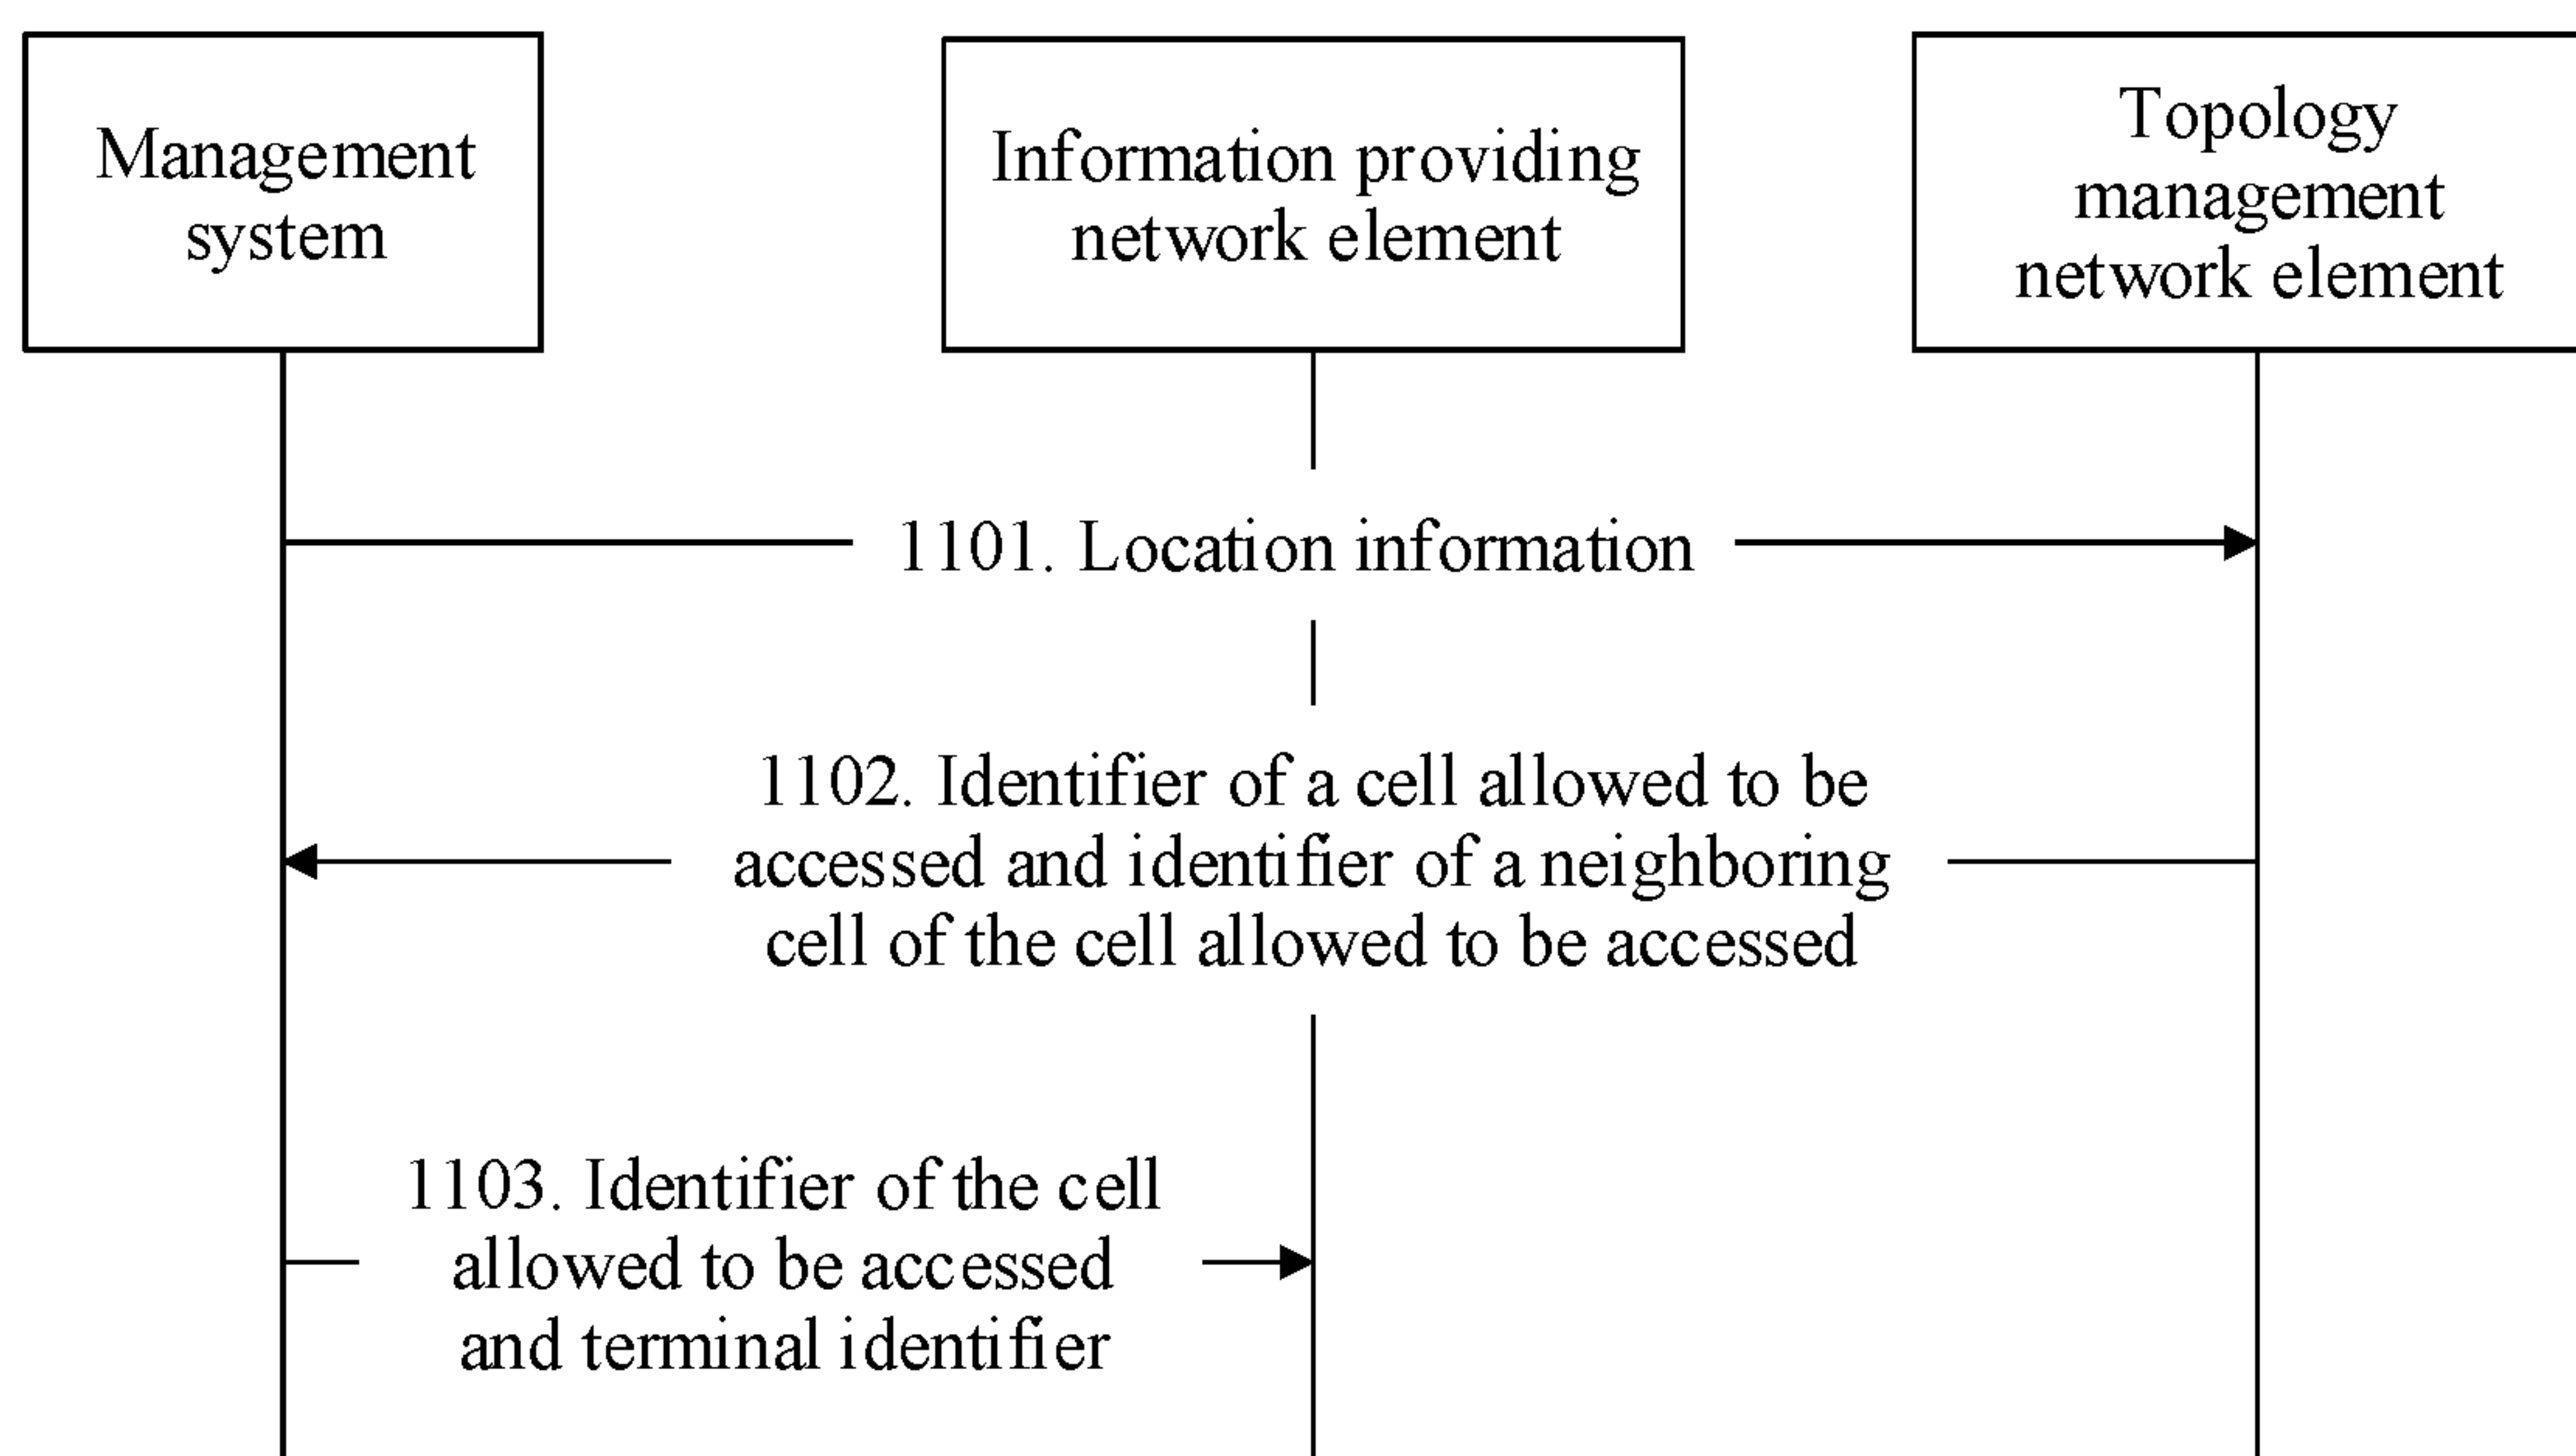 Management
system
Information providing
network element
Topology
management
network element
1101. Location information
1102. Identifier of a cell allowed to be
accessed and identifier of a neighboring
cell of the cell allowed to be accessed
1103. Identifier of the cell
allowed to be accessed
and terminal identifier